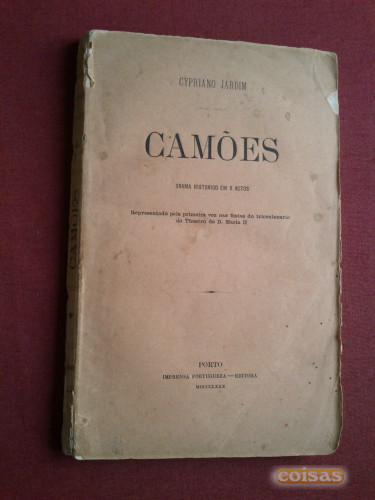 CYPRIANO JARDIM
CAMÕES
DRAMA HISTORICO EM 5 ACTOS
Representado pela primeira vez nas festas do tricentenario
do Theatro de D. Maria II
PORTO
IMPRENSA PORTUGUEZA—EDITORA
MDCCCLXXX
CAMÕES
coisas